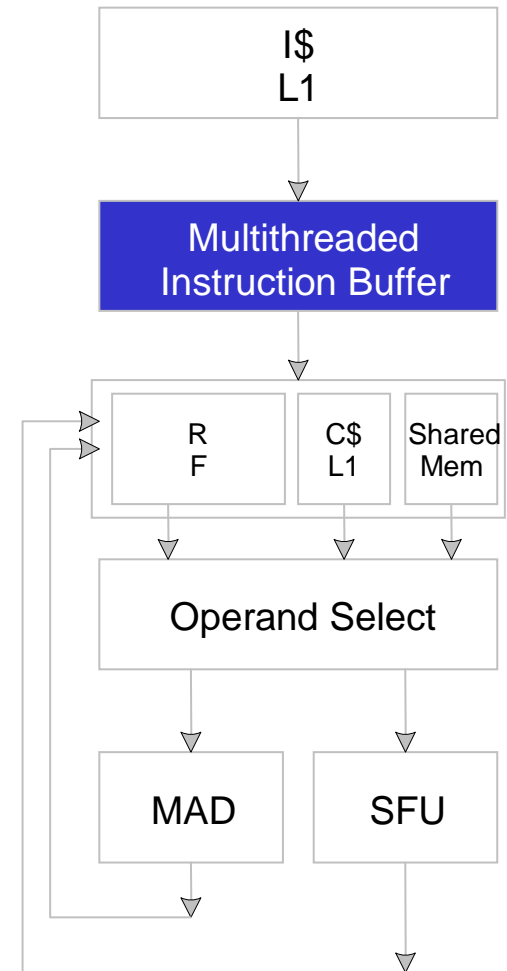 I$
L1
Multithreaded
Instruction Buffer
R
F
C$
L1
Shared
Mem
Operand Select
MAD
SFU